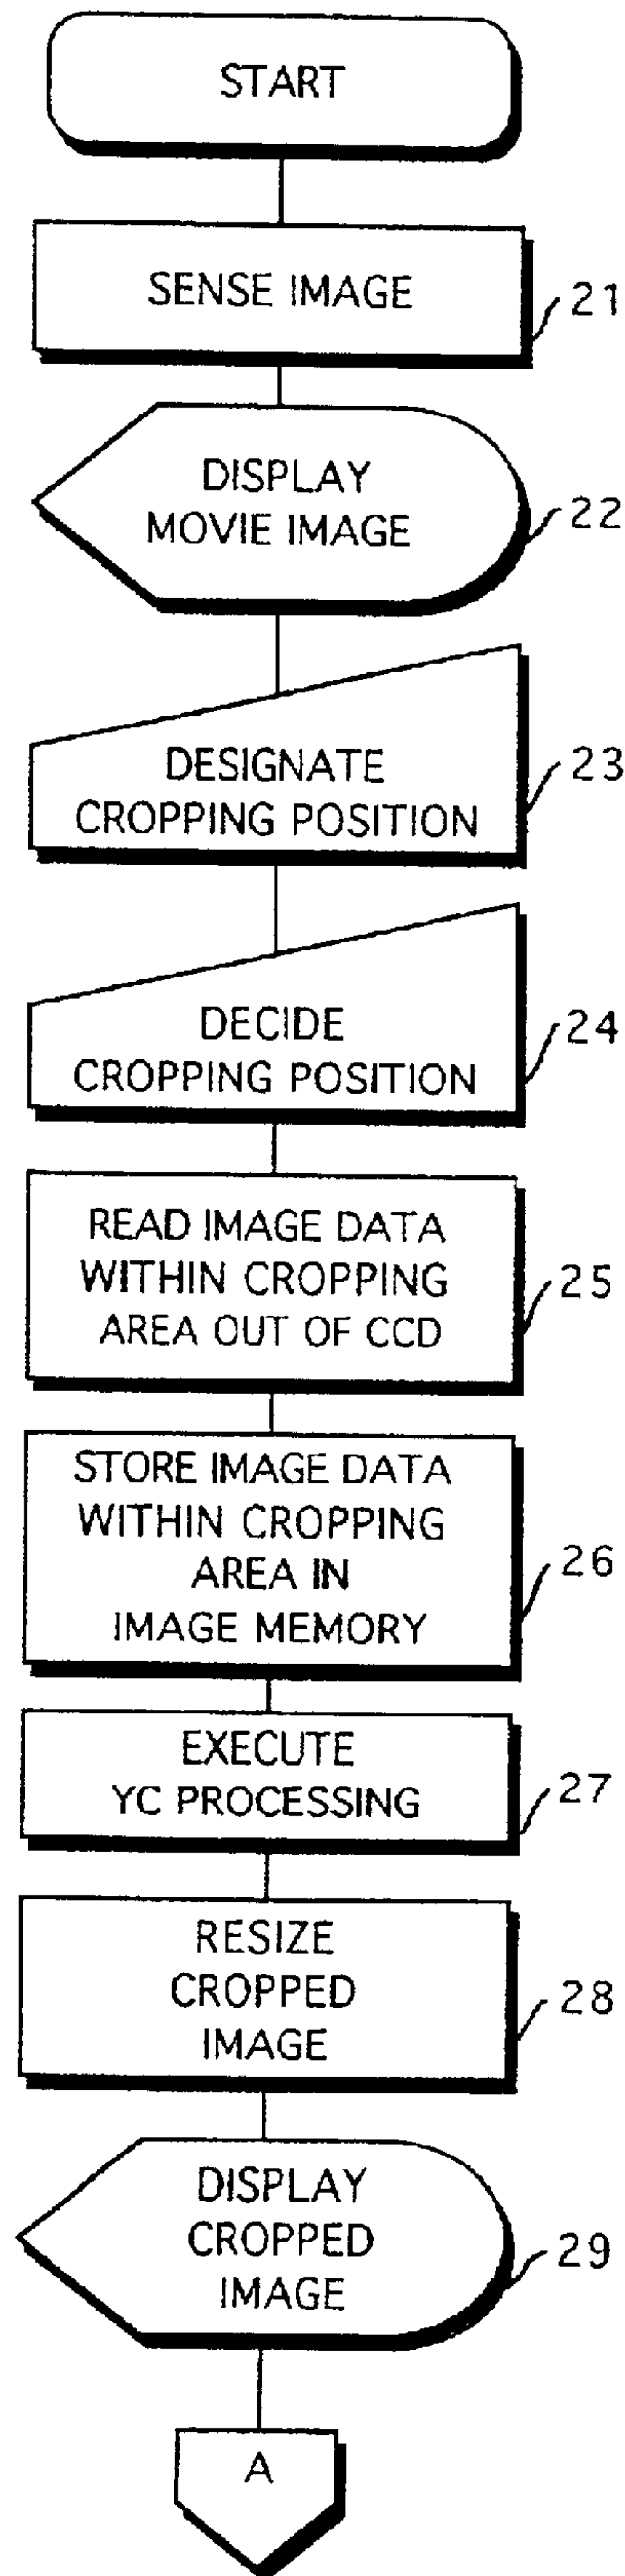 START
SENSE IMAGE
21
DISPLAY
MOVIE IMAGE
22
DESIGNATE
CROPPING POSITION
23
DECIDE
CROPPING POSITION
24
READ IMAGE DATA
WITHIN CROPPING
AREA OUT OF CCD
25
STORE IMAGE DATA
WITHIN CROPPING
AREA IN
IMAGE MEMORY
26
EXECUTE
YC PROCESSING
27
RESIZE
CROPPED
IMAGE
28
DISPLAY
CROPPED
IMAGE
29
A